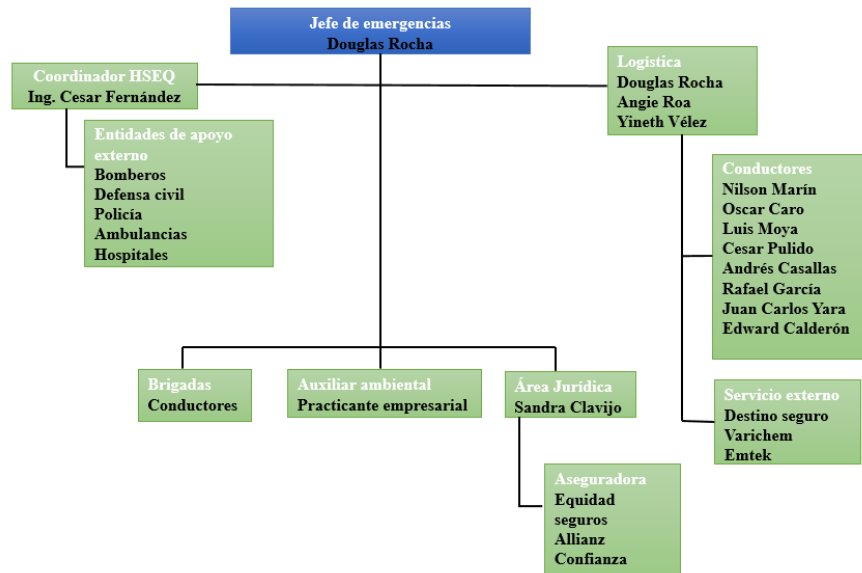 Jefe de emergencias
Douglas Rocha
Coordinador HSEQ
Ing. Cesar Fernández
Logística
Douglas Rocha
Angie Roa
Yineth Vélez
Entidades de apoyo
externo
Bomberos
Defensa civil
Policía
Ambulancias
Hospitales
Conductores
Nilson Marín
Oscar Caro
Luis Moya
Cesar Pulido
Andrés Casallas
Rafael García
Juan Carlos Yara
Edward Calderón
Brigadas
Conductores
Auxiliar ambiental
Practicante empresarial
Área Jurídica
Sandra Clavijo
Servicio externo
Destino seguro
Varichem
Emtek
Aseguradora
Equidad
seguros
Allianz
Confianza